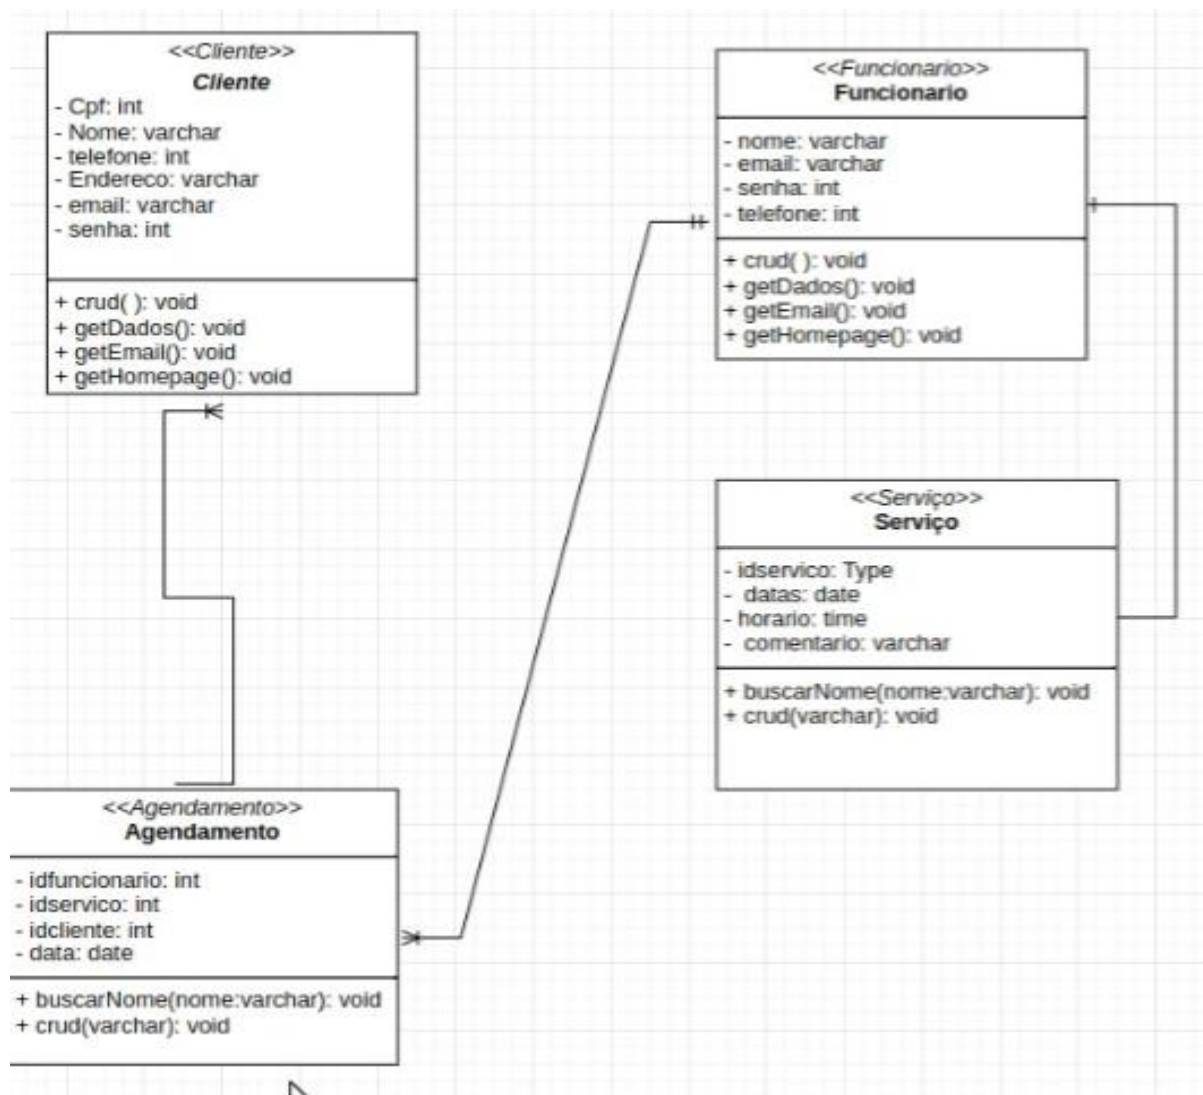 <<Cliente>>
Cliente
- Cpf: int
- Nome: varchar
- telefone: int
- Endereco: varchar
- email: varchar
- senha: int
+ crud( ): void
+ getDados(): void
+ getEmail(): void
+ getHomepage(): void
<<Funcionario>>
Funcionario
- nome: varchar
- email: varchar
- senha: int
- telefone: int
+ crud( ): void
+ getDados(): void
+ getEmail(): void
+ getHomepage(): void
<<Serviço>>
Serviço
- idservico: Type
- datas: date
- horario: time
- comentario: varchar
+ buscarNome(nome:varchar): void
+ crud(varchar): void
<<Agendamento>>
Agendamento
- idfuncionario: int
- idservico: int
- idcliente: int
- data: date
+ buscarNome(nome:varchar): void
+ crud(varchar): void